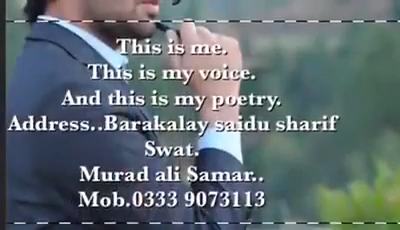 This is me.
This is my voice.
And this is my poetry.
Address..Barakalay saidu sharif
Swat.
Murad ali Samar..
Mob.0333 9073113